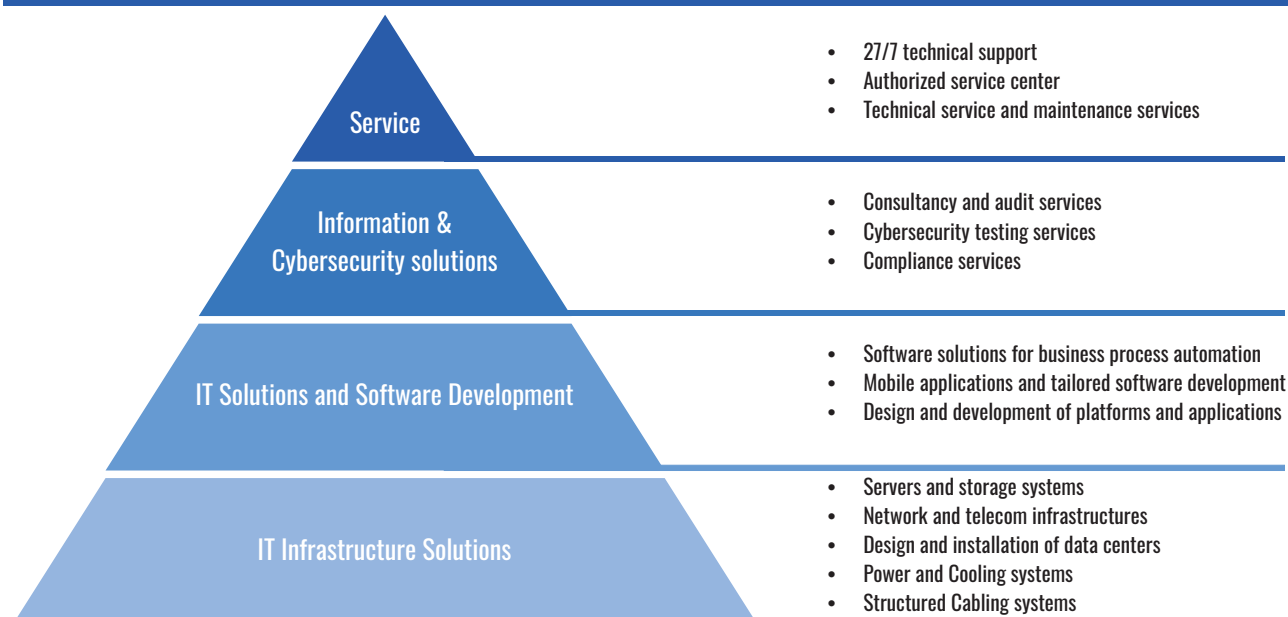 Service
• 27/7 technical support
• Authorized service center
• Technical service and maintenance services
Information &
Cybersecurity solutions
• Consultancy and audit services
• Cybersecurity testing services
• Compliance services
IT Solutions and Software Development
• Software solutions for business process automation
• Mobile applications and tailored software development
• Design and development of platforms and applications
IT Infrastructure Solutions
• Servers and storage systems
• Network and telecom infrastructures
• Design and installation of data centers
• Power and Cooling systems
• Structured Cabling systems